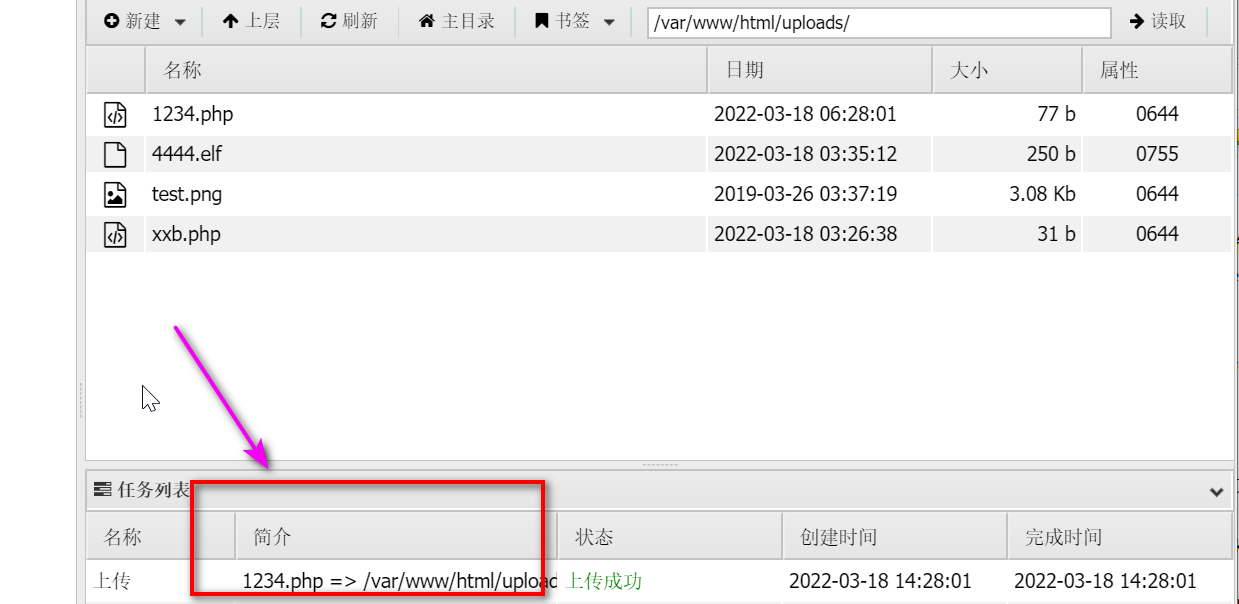 新建 上层 刷新 主目录 书签 /var/www/html/uploads/ 读取
名称 日期 大小 属性
1234.php 2022-03-18 06:28:01 77 b 0644
4444.elf 2022-03-18 03:35:12 250 b 0755
test.png 2019-03-26 03:37:19 3.08 Kb 0644
xxb.php 2022-03-18 03:26:38 31 b 0644
任务列表
名称 简介 状态 创建时间 完成时间
上传 1234.php => /var/www/html/upload 上传成功 2022-03-18 14:28:01 2022-03-18 14:28:01